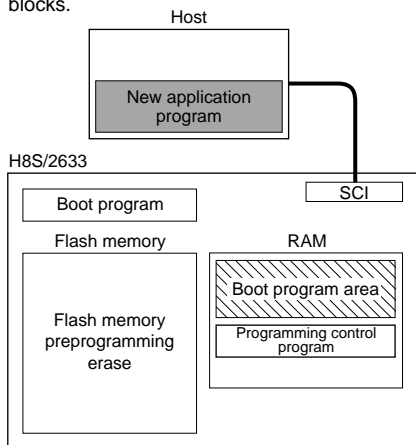 blocks.
Host
New application
program
H8S/2633
SCI
Boot program
Flash memory
RAM
Boot program area
Flash memory
preprogramming
erase
Programming control
program